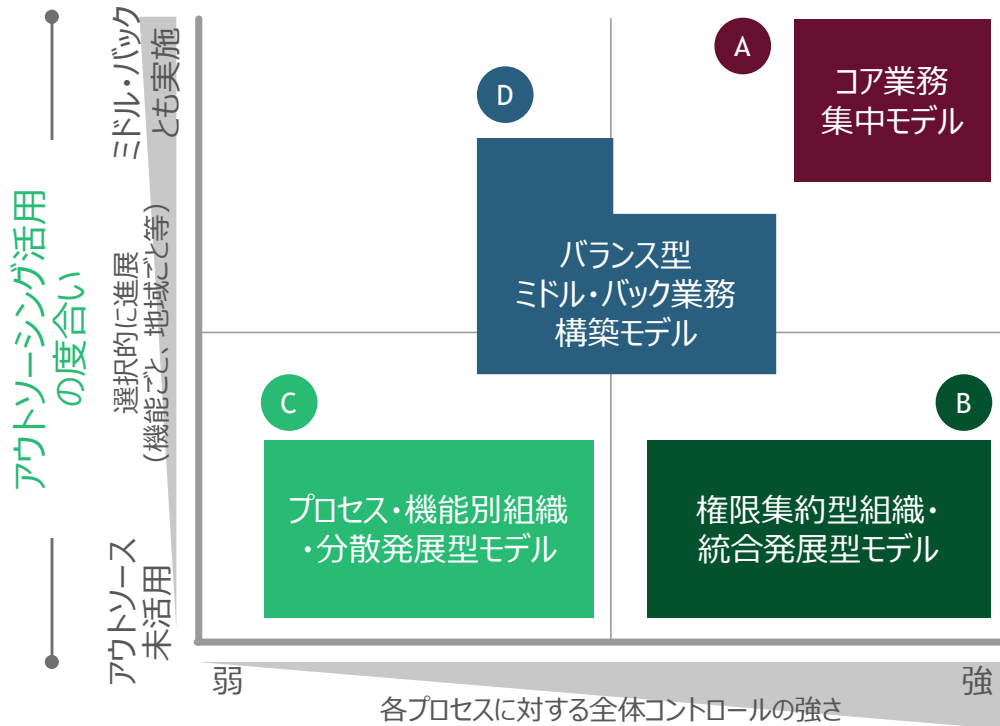 アウトソーシング活用
の度合い
ミドル・バック
とも実施
選択的に進展
(機能ごと、地域ごと等)
アウトソース
未活用
A
コア業務
集中モデル
D
バランス型
ミドル・バック業務
構築モデル
C
プロセス・機能別組織
・分散発展型モデル
B
権限集約型組織・
統合発展型モデル
弱
強
各プロセスに対する全体コントロールの強さ